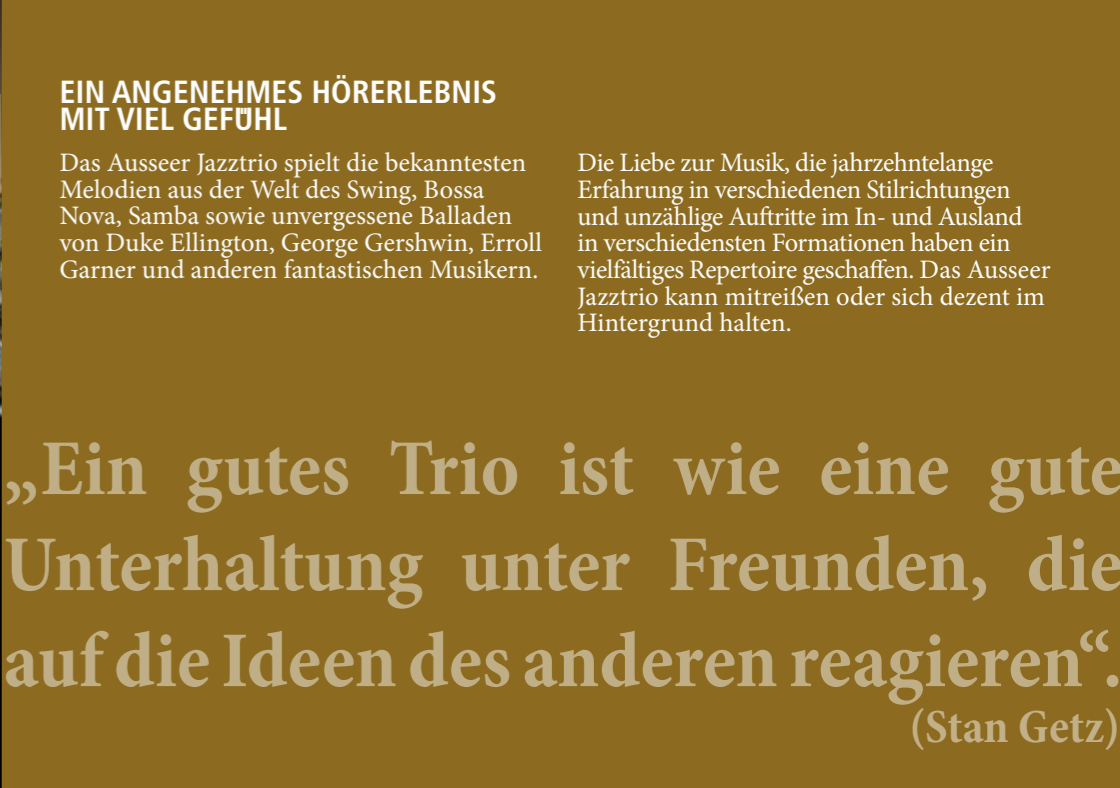 EIN ANGENEHMES HÖRERLEBNIS
MIT VIEL GEFÜHL
Das Ausseer Jazztrio spielt die bekanntesten
Melodien aus der Welt des Swing, Bossa
Nova, Samba sowie unvergessene Balladen
von Duke Ellington, George Gershwin, Erroll
Garner und anderen fantastischen Musikern.
Die Liebe zur Musik, die jahrzehntelange
Erfahrung in verschiedenen Stilrichtungen
und unzählige Auftritte im In- und Ausland
in verschiedensten Formationen haben ein
vielfältiges Repertoire geschaffen. Das Ausseer
Jazztrio kann mitreißen oder sich dezent im
Hintergrund halten.
„Ein gutes Trio ist wie eine gute
Unterhaltung unter Freunden, die
auf die Ideen des anderen reagieren“.
(Stan Getz)